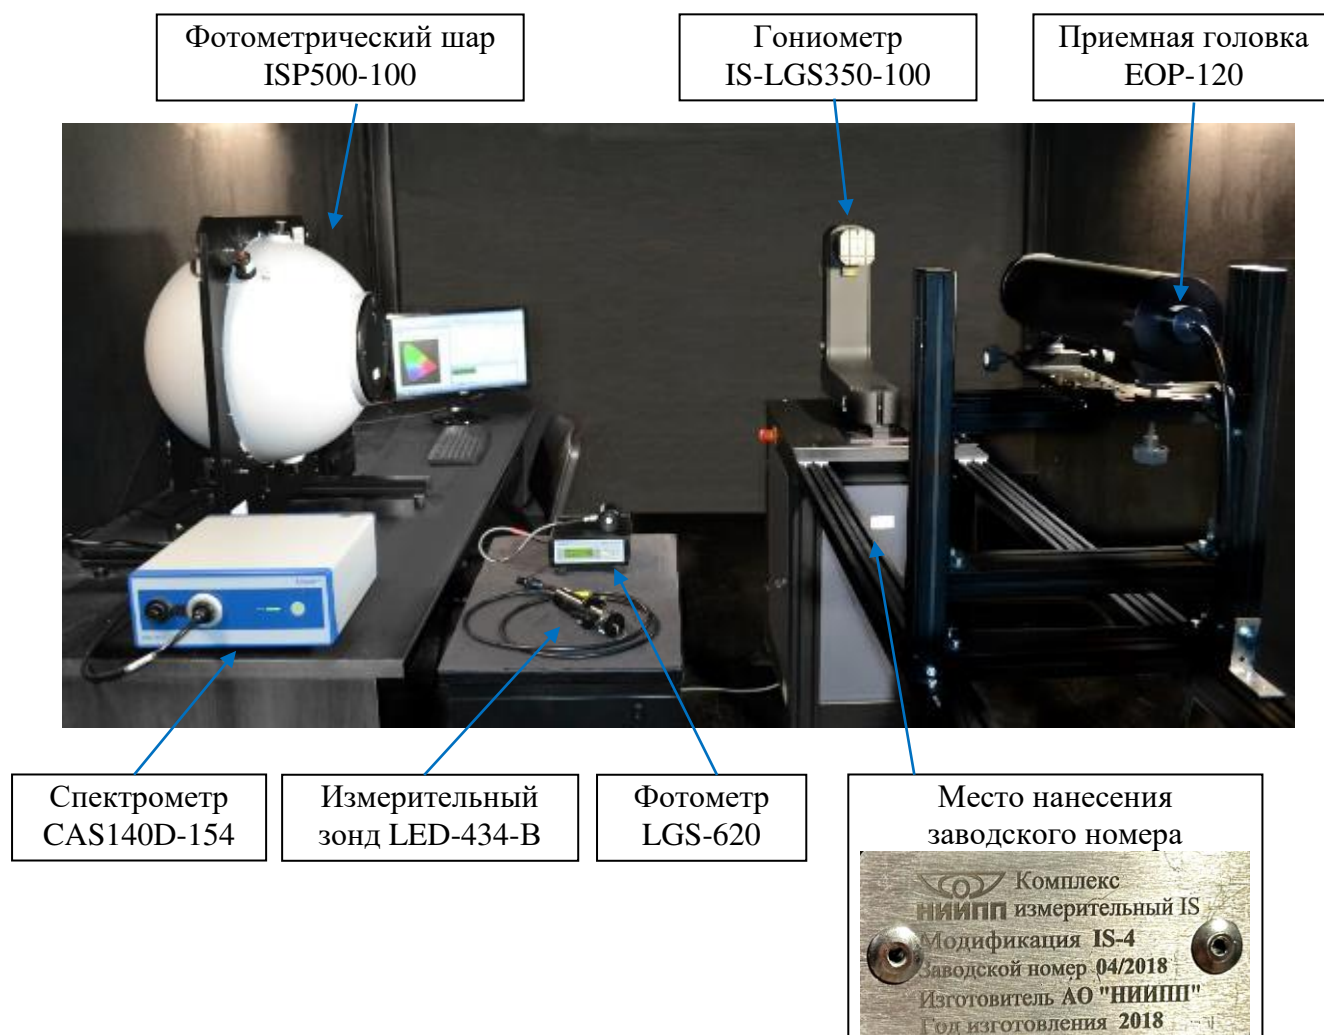 Фотометрический шар
ISP500-100
Гониометр
IS-LGS350-100
Приемная головка
EOP-120
Спектрометр
CAS140D-154
Измерительный
зонд LED-434-B
Фотометр
LGS-620
Место нанесения
заводского номера
НИИПП
Комплекс
измерительный IS
Модификация IS-4
Заводской номер 04/2018
Изготовитель АО "НИИПП"
Год изготовления 2018